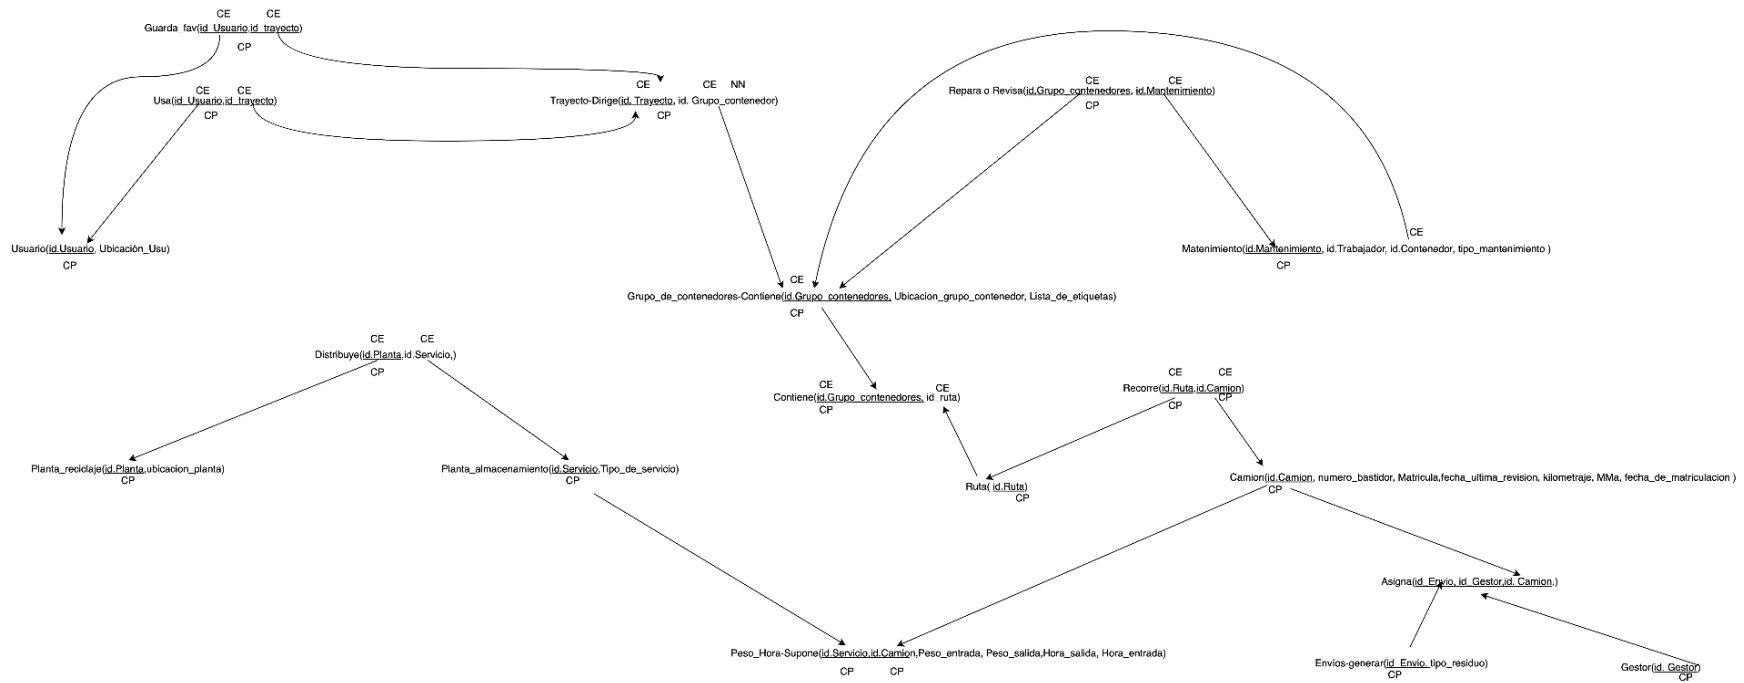 CE CE
Guarda_fav(id_Usuario,id_trayecto)
CP
CE CE
Usa(id_Usuario,id_trayecto)
CP
CE CE NN
Trayecto-Dirige(id. Trayecto, id. Grupo_contenedor)
CP
CE CE
Repara o Revisa(id.Grupo_contenedores, id.Mantenimiento)
CP
Usuario(id.Usuario, Ubicación_Usu)
CP
CE
Matenimiento(id.Mantenimiento, id.Trabajador, id.Contenedor, tipo_mantenimiento )
CP
CE
Grupo_de_contenedores-Contiene(id.Grupo_contenedores, Ubicacion_grupo_contenedor, Lista_de_etiquetas)
CP
CE CE
Distribuye(id.Planta,id.Servicio,)
CP
CE CE
Contiene(id.Grupo_contenedores, id_ruta)
CP
CE CE
Recorre(id.Ruta,id.Camion)
CP CP
Planta_reciclaje(id.Planta,ubicacion_planta)
CP
Planta_almacenamiento(id.Servicio,Tipo_de_servicio)
CP
Ruta( id.Ruta)
CP
Camion(id.Camion, numero_bastidor, Matricula,fecha_ultima_revision, kilometraje, MMa, fecha_de_matriculacion )
CP
Asigna(id_Envio, id_Gestor,id. Camion,)
Peso_Hora-Supone(id.Servicio,id.Camion,Peso_entrada, Peso_salida,Hora_salida, Hora_entrada)
CP CP
Envíos-generar(id_Envio, tipo_residuo)
CP
Gestor(id. Gestor)
CP